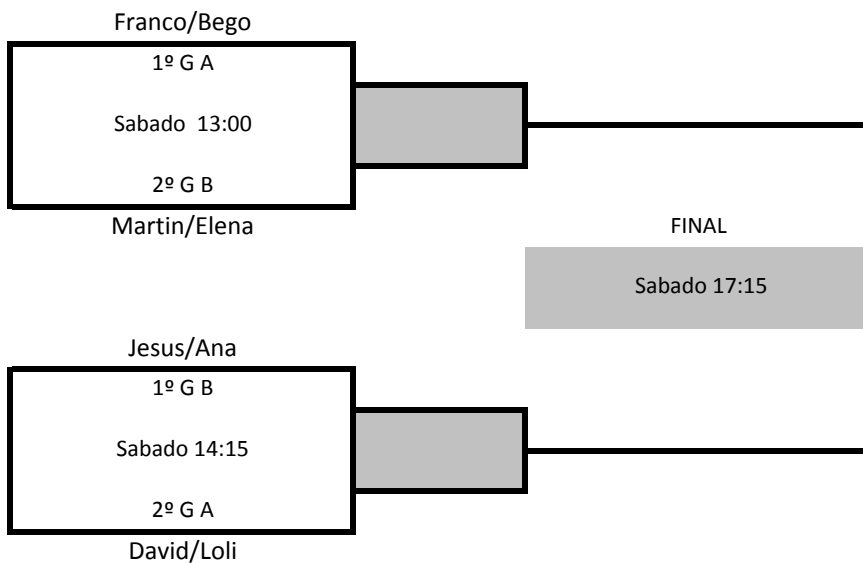 Franco/Bego
1º G A
Sabado 13:00
2º G B
Martin/Elena
FINAL
Sabado 17:15
Jesus/Ana
1º G B
Sabado 14:15
2º G A
David/Loli